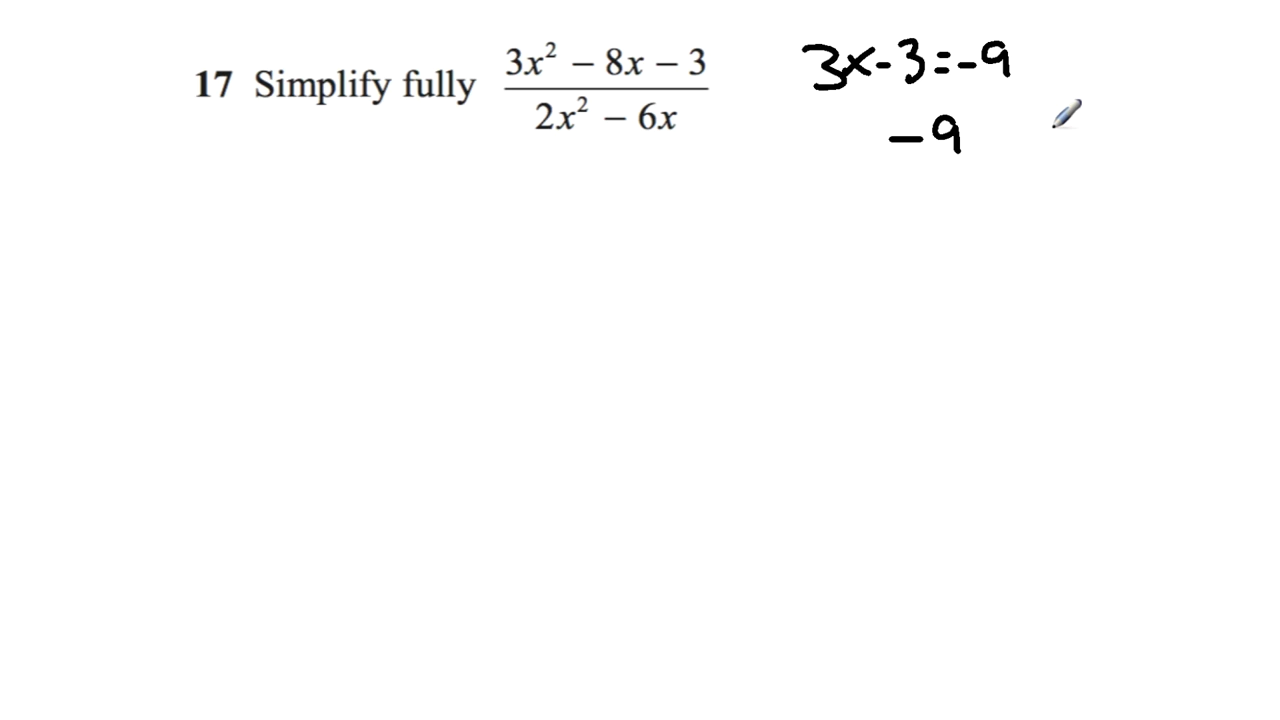 17 Simplify fully (3x² − 8x − 3)/(2x² − 6x)
3x-3=-9
-9